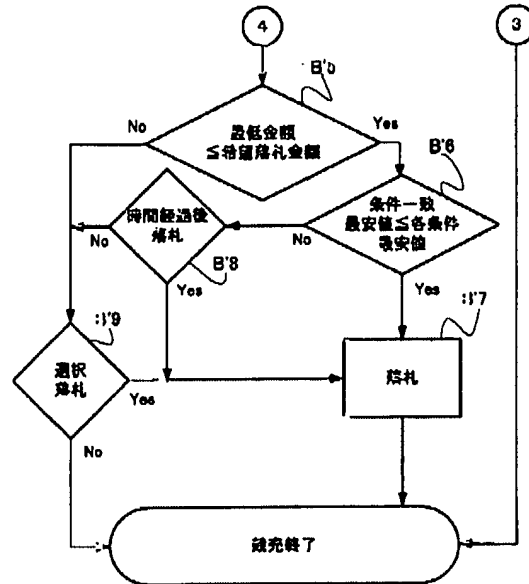 4
3
No
最低金額
≦希望落札金額
Yes
B'6
時間経過後
落札
No
条件一致
最安値≦各条件
最安値
No
B'8
Yes
Yes
B'7
B'9
選択
落札
Yes
落札
No
競売終了